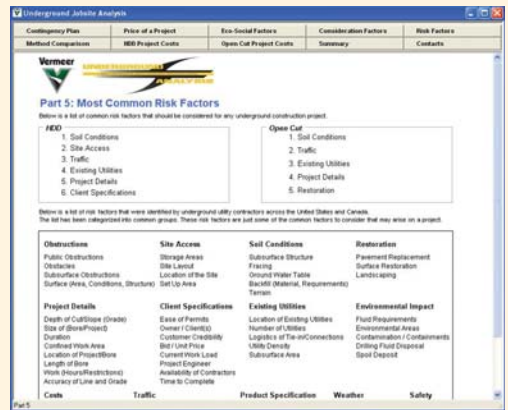 Underground Jobsite Analysis
Contingency Plan Price of a Project Eco-Social Factors Consideration Factors Risk Factors
Method Comparison HDD Project Costs Open Cut Project Costs Summary Contacts
Vermeer UNDERGROUND ANALYSIS
Part 5: Most Common Risk Factors
Below is a list of common risk factors that should be considered for any underground construction project.
HDD Open Cut
1. Soil Conditions 1. Soil Conditions
2. Site Access 2. Traffic
3. Traffic 3. Existing Utilities
4. Existing Utilities 4. Project Details
5. Project Details 5. Restoration
6. Client Specifications
Below is a list of risk factors that were identified by underground utility contractors across the United States and Canada.
The list has been categorized into common groups. These risk factors are just some of the common factors to consider that may arise on a project.
Obstructions Site Access Soil Conditions Restoration
Public Obstructions Storage Areas Subsurface Structure Pavement Replacement
Obstacles Site Layout Fracing Surface Restoration
Subsurface Obstructions Location of the Site Ground Water Table Landscaping
Surface (Area, Conditions, Structure) Set Up Area Backfill (Material, Requirements)
Terrain
Project Details Client Specifications Existing Utilities Environmental Impact
Depth of Cut/Slope (Grade) Ease of Permits Location of Existing Utilities Fluid Requirements
Size of (Bore/Project) Owner / Client(s) Number of Utilities Environmental Areas
Duration Customer Credibility Logistics of Tie-in/Connections Contamination / Containments
Confined Work Area Bid / Unit Price Utility Density Drilling Fluid Disposal
Location of Project/Bore Current Work Load Subsurface Area Spoil Deposit
Length of Bore Project Engineer
Work (Hours/Restrictions) Availability of Contractors
Accuracy of Line and Grade Time to Complete
Costs Traffic Product Specification Weather Safety
Part 5